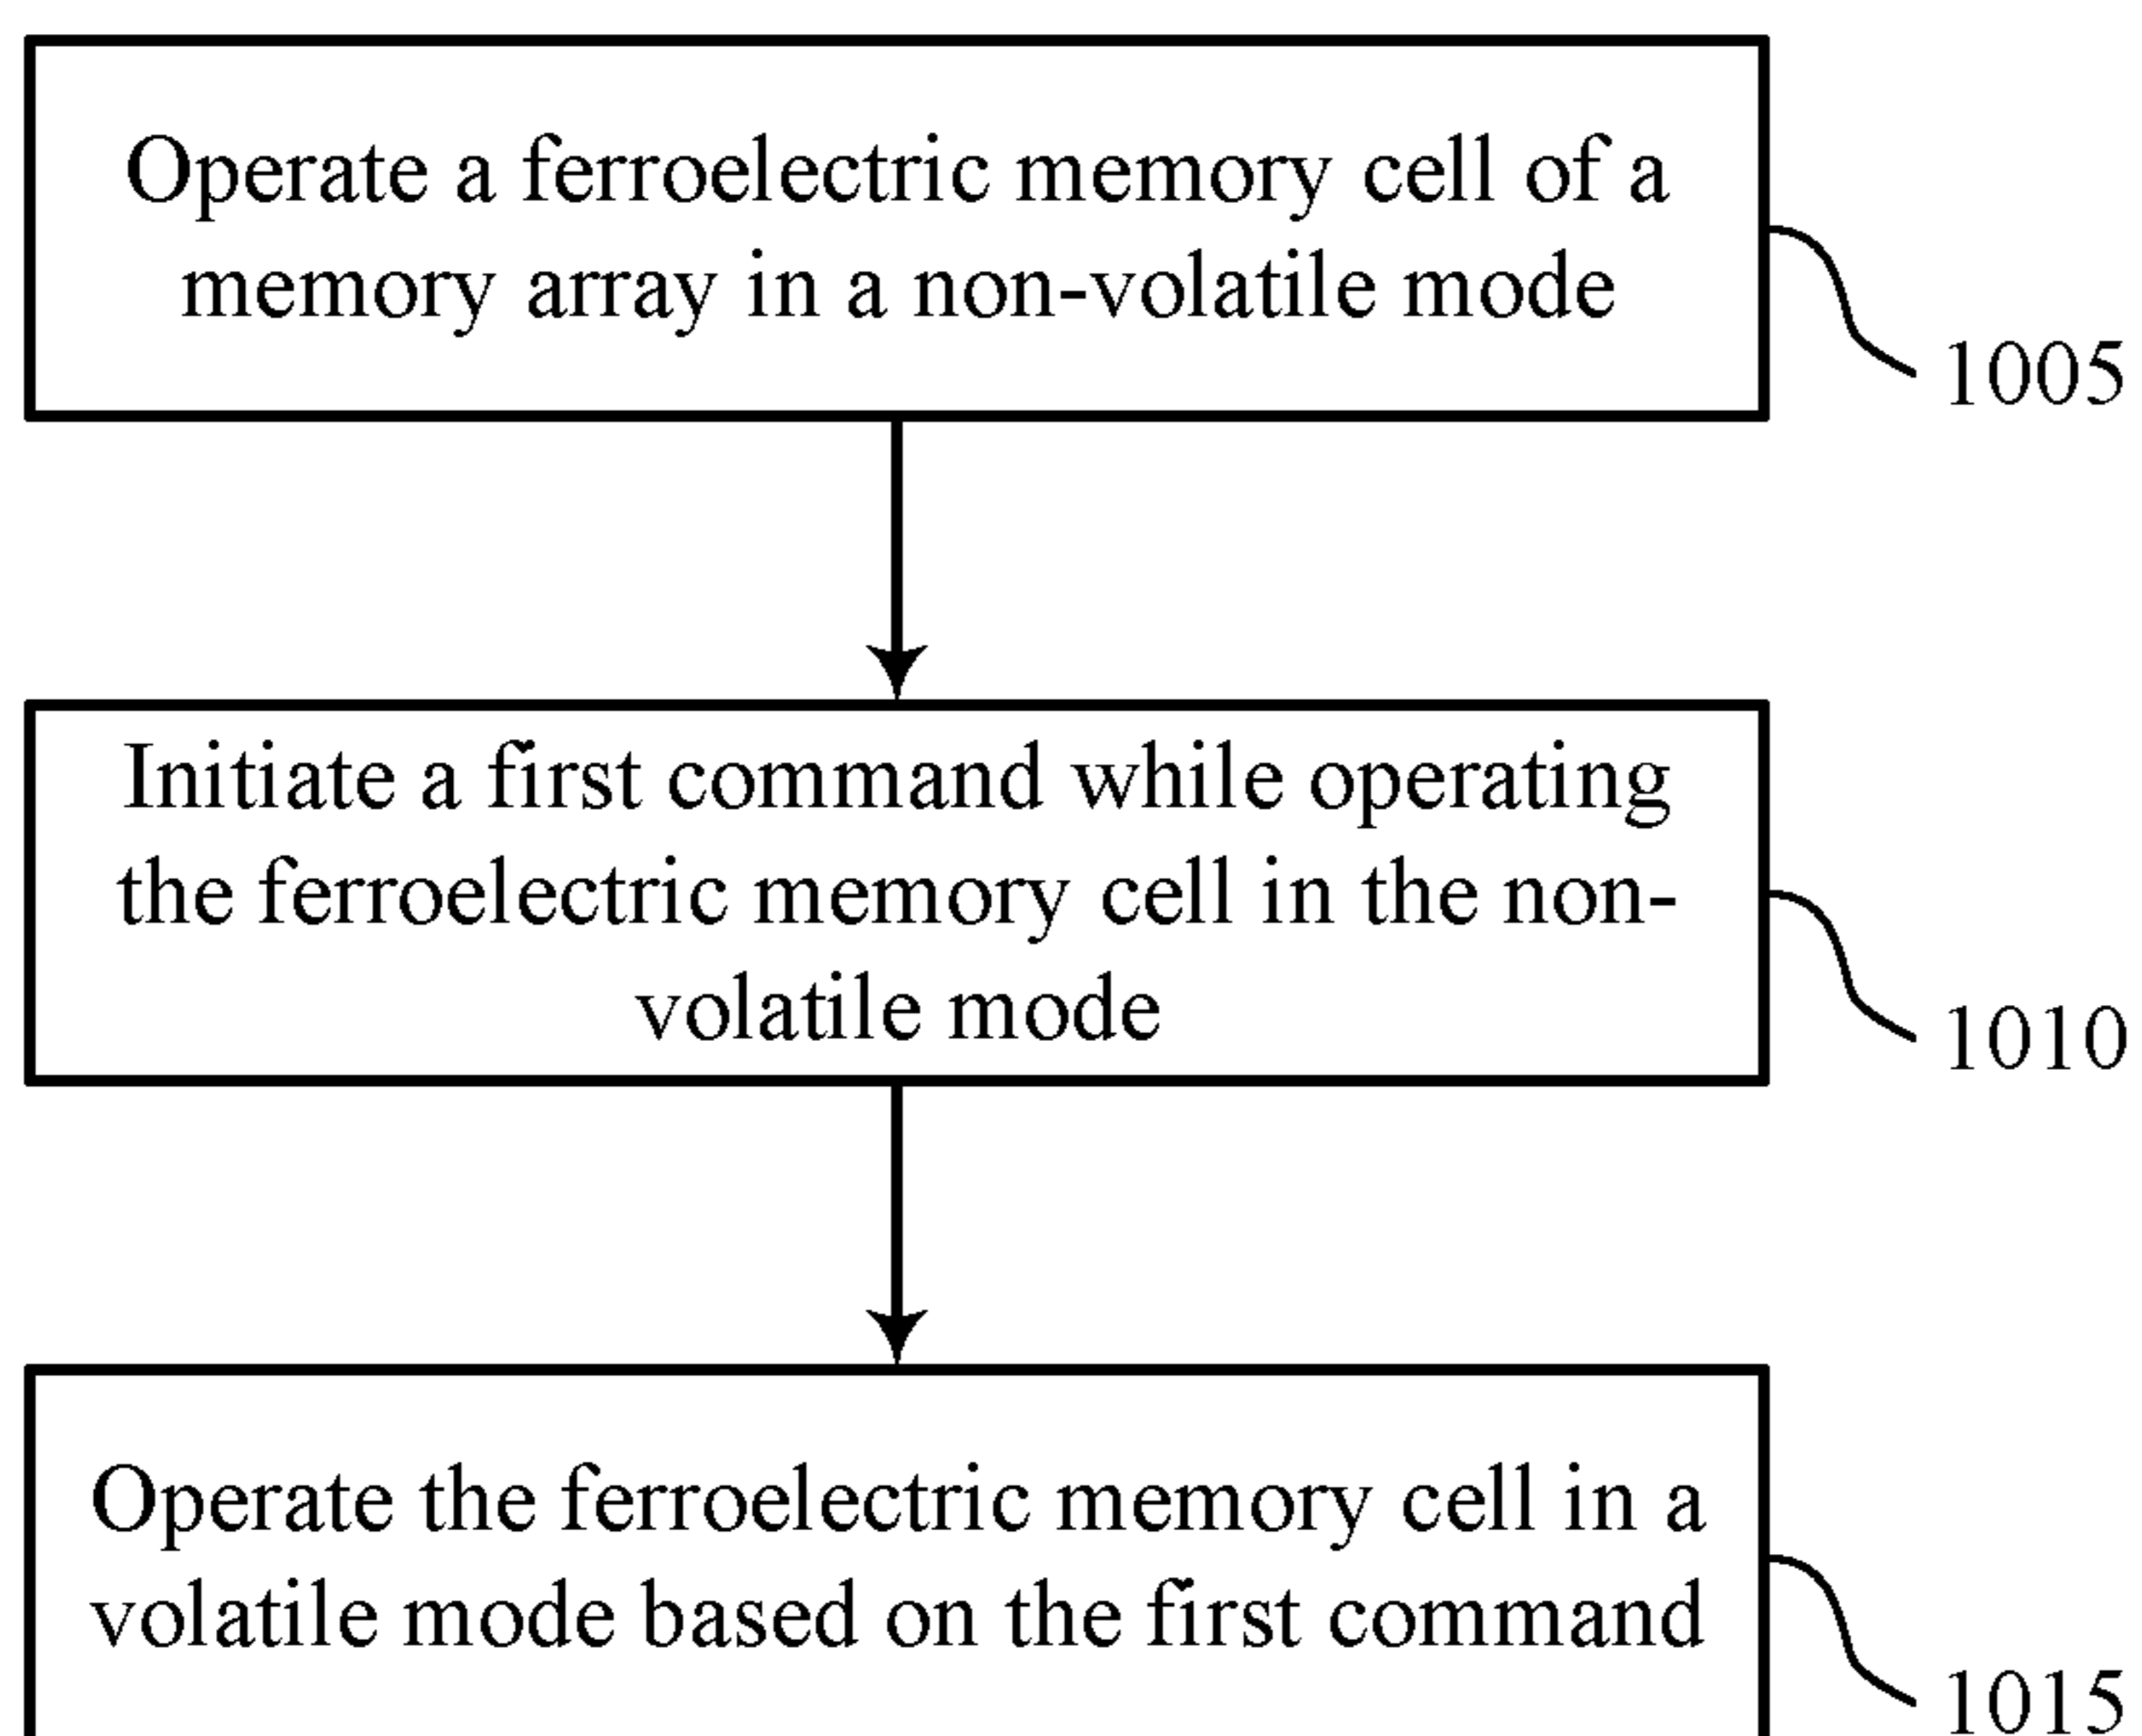 Operate a ferroelectric memory cell of a
memory array in a non-volatile mode
1005
Initiate a first command while operating
the ferroelectric memory cell in the non-
volatile mode
1010
Operate the ferroelectric memory cell in a
volatile mode based on the first command
1015